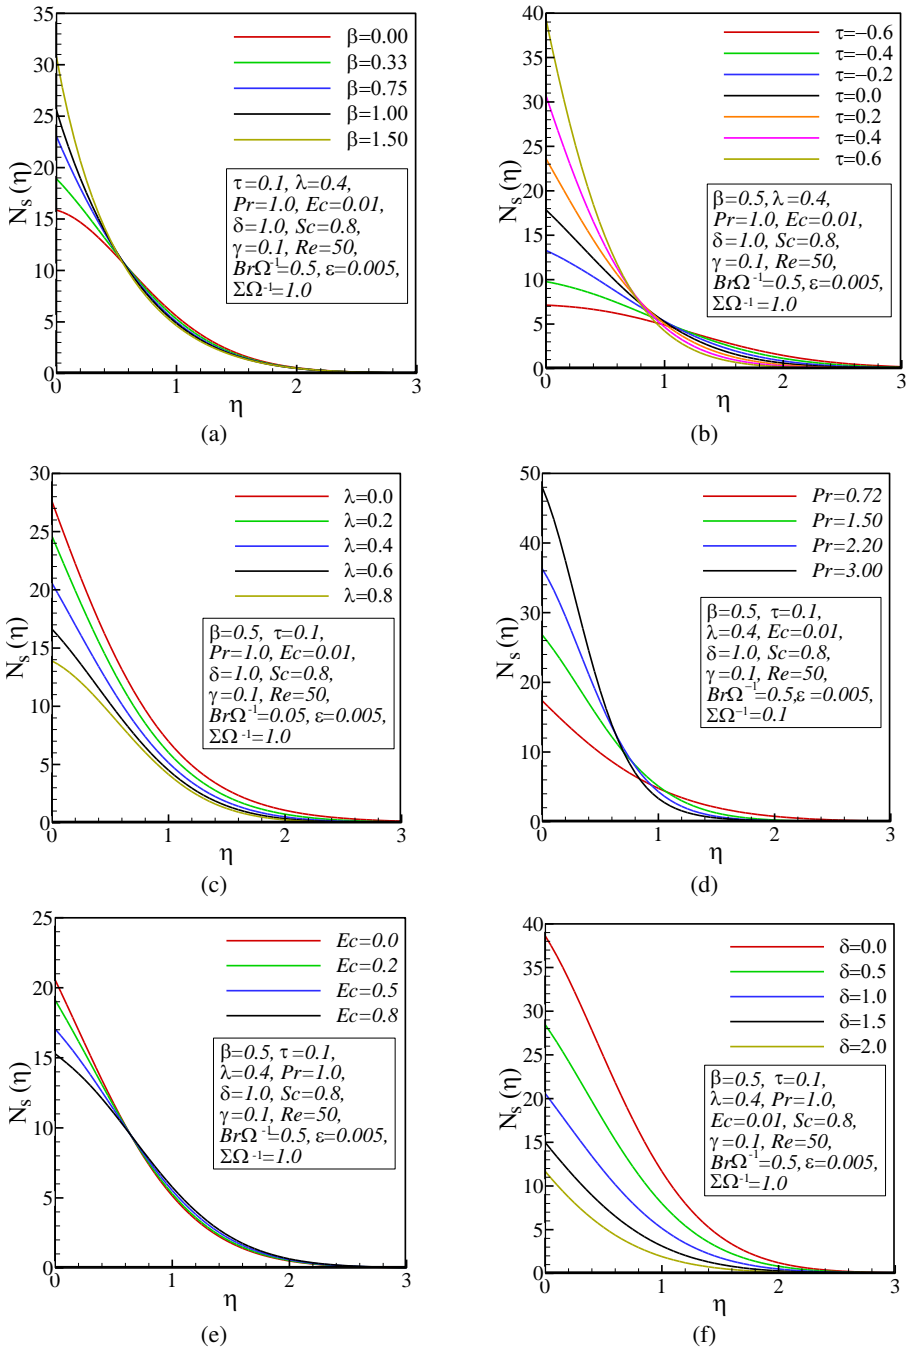 35
30
25
20
15
10
5
0
0
1
2
3
N_s(η)
η
β=0.00
β=0.33
β=0.75
β=1.00
β=1.50
τ=0.1, λ=0.4,
Pr=1.0, Ec=0.01,
δ=1.0, Sc=0.8,
γ=0.1, Re=50,
BrΩ⁻¹=0.5, ε=0.005,
ΣΩ⁻¹=1.0
(a)
40
35
30
25
20
15
10
5
0
0
1
2
3
N_s(η)
η
τ=−0.6
τ=−0.4
τ=−0.2
τ=0.0
τ=0.2
τ=0.4
τ=0.6
β=0.5, λ=0.4,
Pr=1.0, Ec=0.01,
δ=1.0, Sc=0.8,
γ=0.1, Re=50,
BrΩ⁻¹=0.5, ε=0.005,
ΣΩ⁻¹=1.0
(b)
30
25
20
15
10
5
0
0
1
2
3
N_s(η)
η
λ=0.0
λ=0.2
λ=0.4
λ=0.6
λ=0.8
β=0.5, τ=0.1,
Pr=1.0, Ec=0.01,
δ=1.0, Sc=0.8,
γ=0.1, Re=50,
BrΩ⁻¹=0.05, ε=0.005,
ΣΩ⁻¹=1.0
(c)
50
40
30
20
10
0
0
1
2
3
N_s(η)
η
Pr=0.72
Pr=1.50
Pr=2.20
Pr=3.00
β=0.5, τ=0.1,
λ=0.4, Ec=0.01,
δ=1.0, Sc=0.8,
γ=0.1, Re=50,
BrΩ⁻¹=0.5,ε=0.005,
ΣΩ⁻¹=0.1
(d)
25
20
15
10
5
0
0
1
2
3
N_s(η)
η
Ec=0.0
Ec=0.2
Ec=0.5
Ec=0.8
β=0.5, τ=0.1,
λ=0.4, Pr=1.0,
δ=1.0, Sc=0.8,
γ=0.1, Re=50,
BrΩ⁻¹=0.5, ε=0.005,
ΣΩ⁻¹=1.0
(e)
40
35
30
25
20
15
10
5
0
0
1
2
3
N_s(η)
η
δ=0.0
δ=0.5
δ=1.0
δ=1.5
δ=2.0
β=0.5, τ=0.1,
λ=0.4, Pr=1.0,
Ec=0.01, Sc=0.8,
γ=0.1, Re=50,
BrΩ⁻¹=0.5, ε=0.005,
ΣΩ⁻¹=1.0
(f)